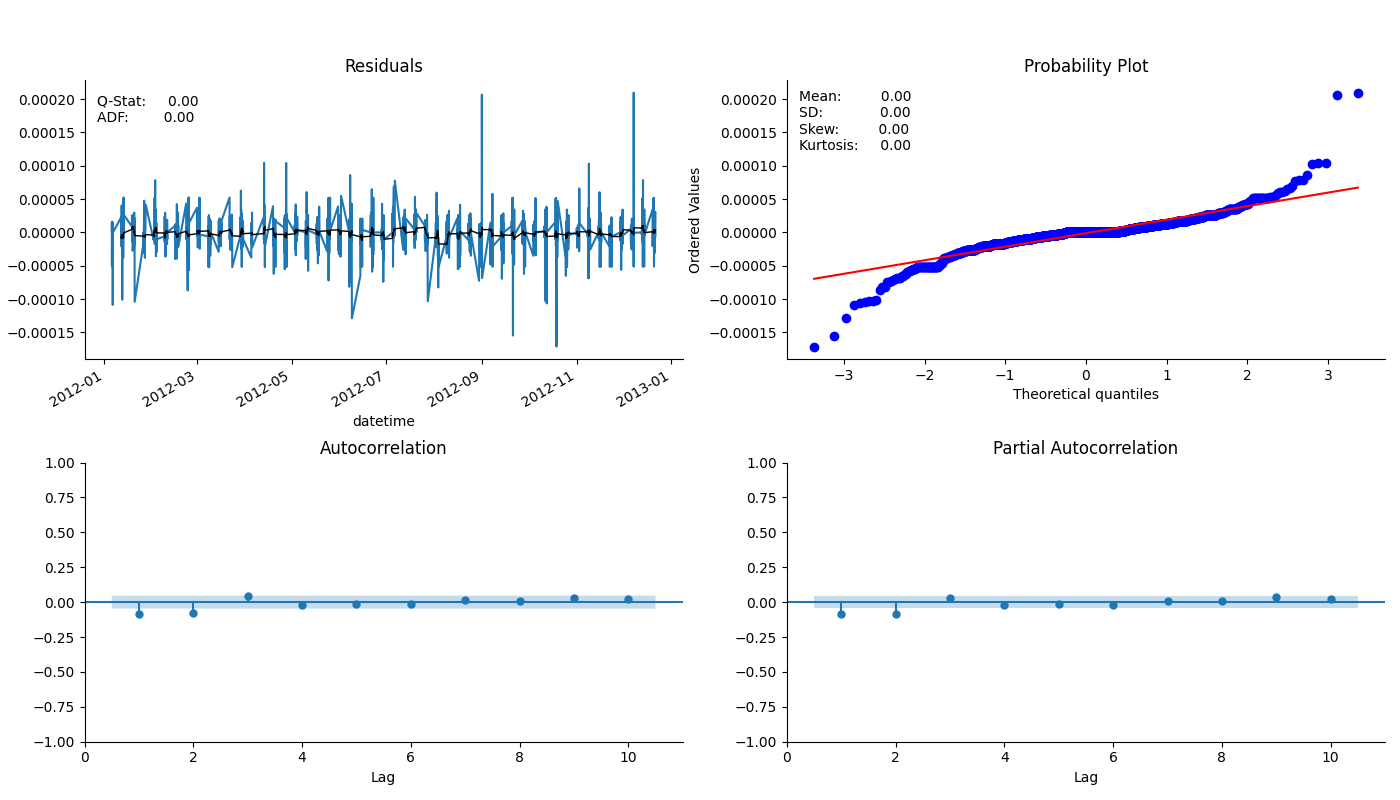 Residuals
Q-Stat: 0.00
ADF: 0.00
0.00020
0.00015
0.00010
0.00005
0.00000
−0.00005
−0.00010
−0.00015
2012-01 2012-03 2012-05 2012-07 2012-09 2012-11 2013-01
datetime
Probability Plot
Mean: 0.00
SD: 0.00
Skew: 0.00
Kurtosis: 0.00
Ordered Values
0.00020
0.00015
0.00010
0.00005
0.00000
−0.00005
−0.00010
−0.00015
−3 −2 −1 0 1 2 3
Theoretical quantiles
Autocorrelation
1.00
0.75
0.50
0.25
0.00
−0.25
−0.50
−0.75
−1.00
0 2 4 6 8 10
Lag
Partial Autocorrelation
1.00
0.75
0.50
0.25
0.00
−0.25
−0.50
−0.75
−1.00
0 2 4 6 8 10
Lag